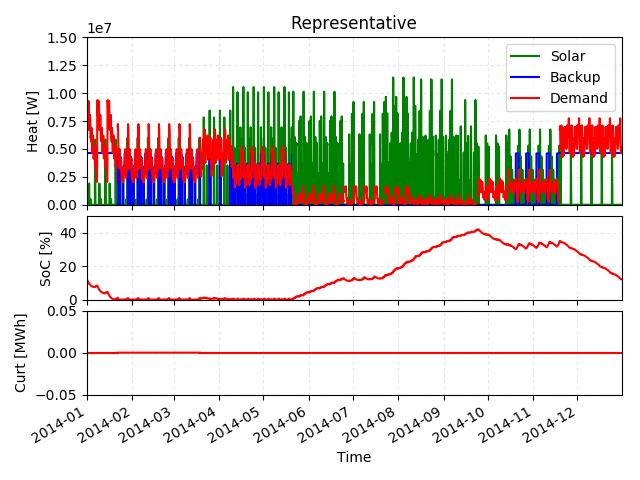 Representative
1e7
1.50
1.25
1.00
0.75
0.50
0.25
0.00
Heat [W]
Solar
Backup
Demand
40
20
0
SoC [%]
0.05
0.00
−0.05
Curt [MWh]
2014-01
2014-02
2014-03
2014-04
2014-05
2014-06
2014-07
2014-08
2014-09
2014-10
2014-11
2014-12
Time